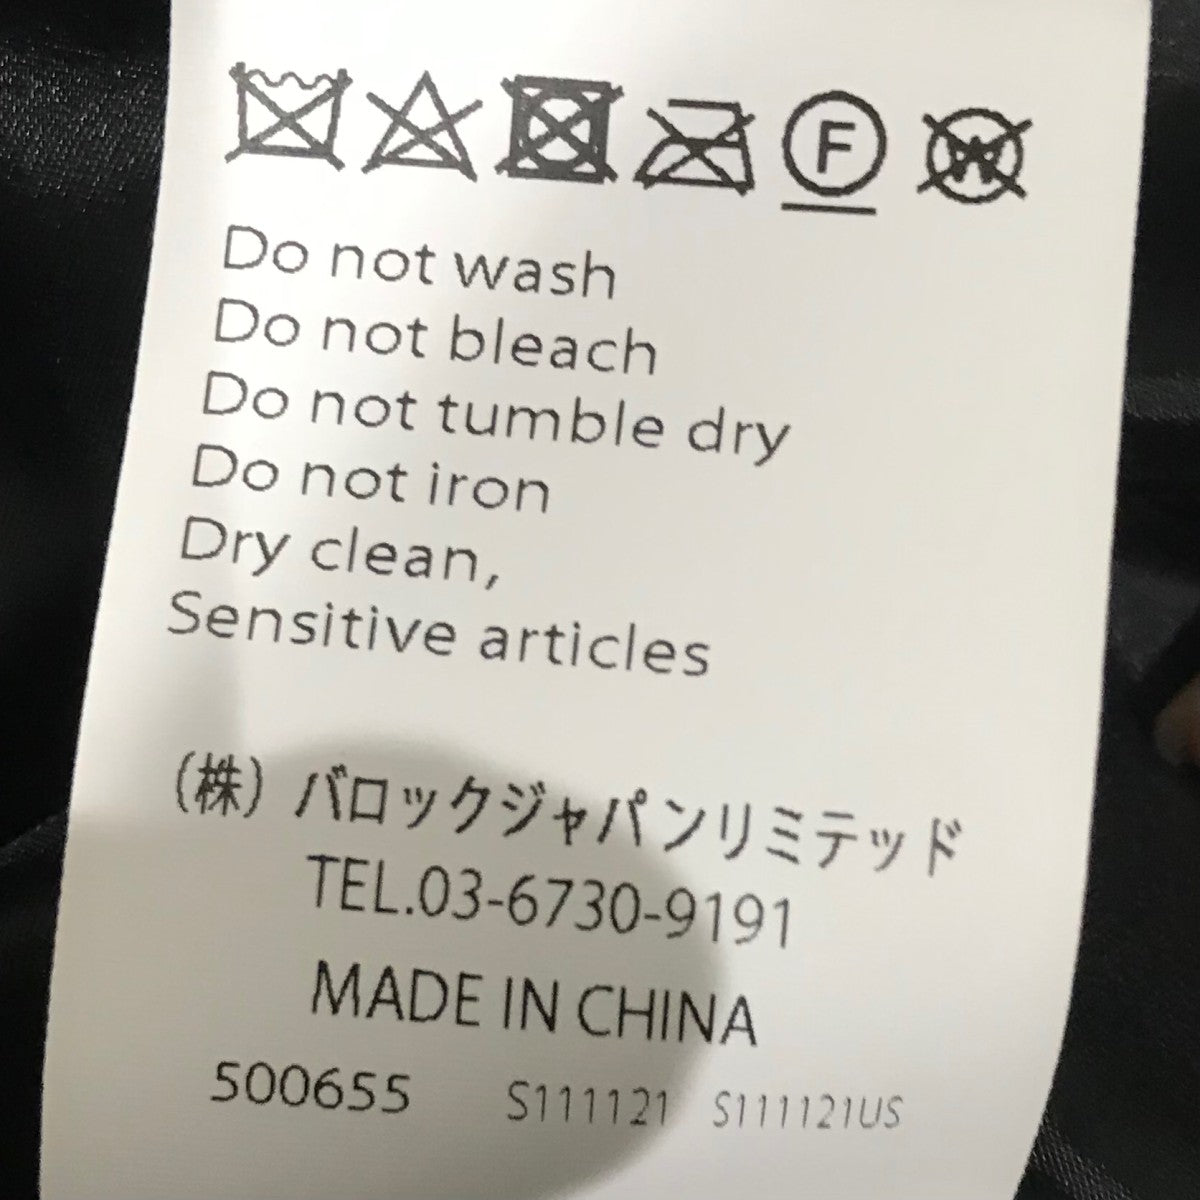 F W
Do not wash
Do not bleach
Do not tumble dry
Do not iron
Dry clean,
Sensitive articles
(株) バロックジャパンリミテッド
TEL.03-6730-9191
MADE IN CHINA
500655 S111121 S111121US